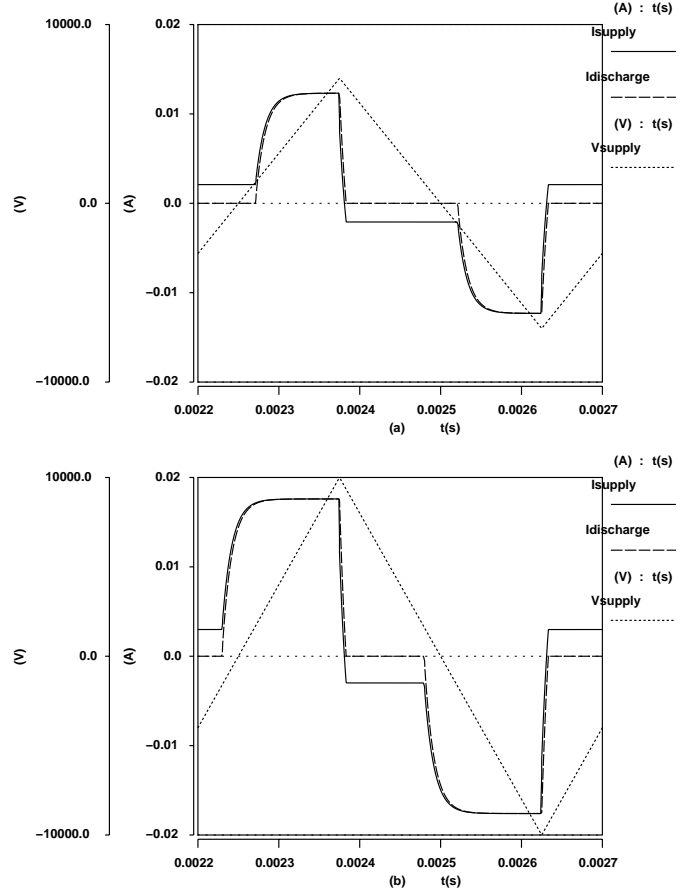 (A) : t(s)
Isupply
Idischarge
(V) : t(s)
Vsupply
10000.0
0.0
−10000.0
(V)
0.02
0.01
0.0
−0.01
−0.02
(A)
0.0022 0.0023 0.0024 0.0025 0.0026 0.0027
(a) t(s)
(A) : t(s)
Isupply
Idischarge
(V) : t(s)
Vsupply
10000.0
0.0
−10000.0
(V)
0.02
0.01
0.0
−0.01
−0.02
(A)
0.0022 0.0023 0.0024 0.0025 0.0026 0.0027
(b) t(s)